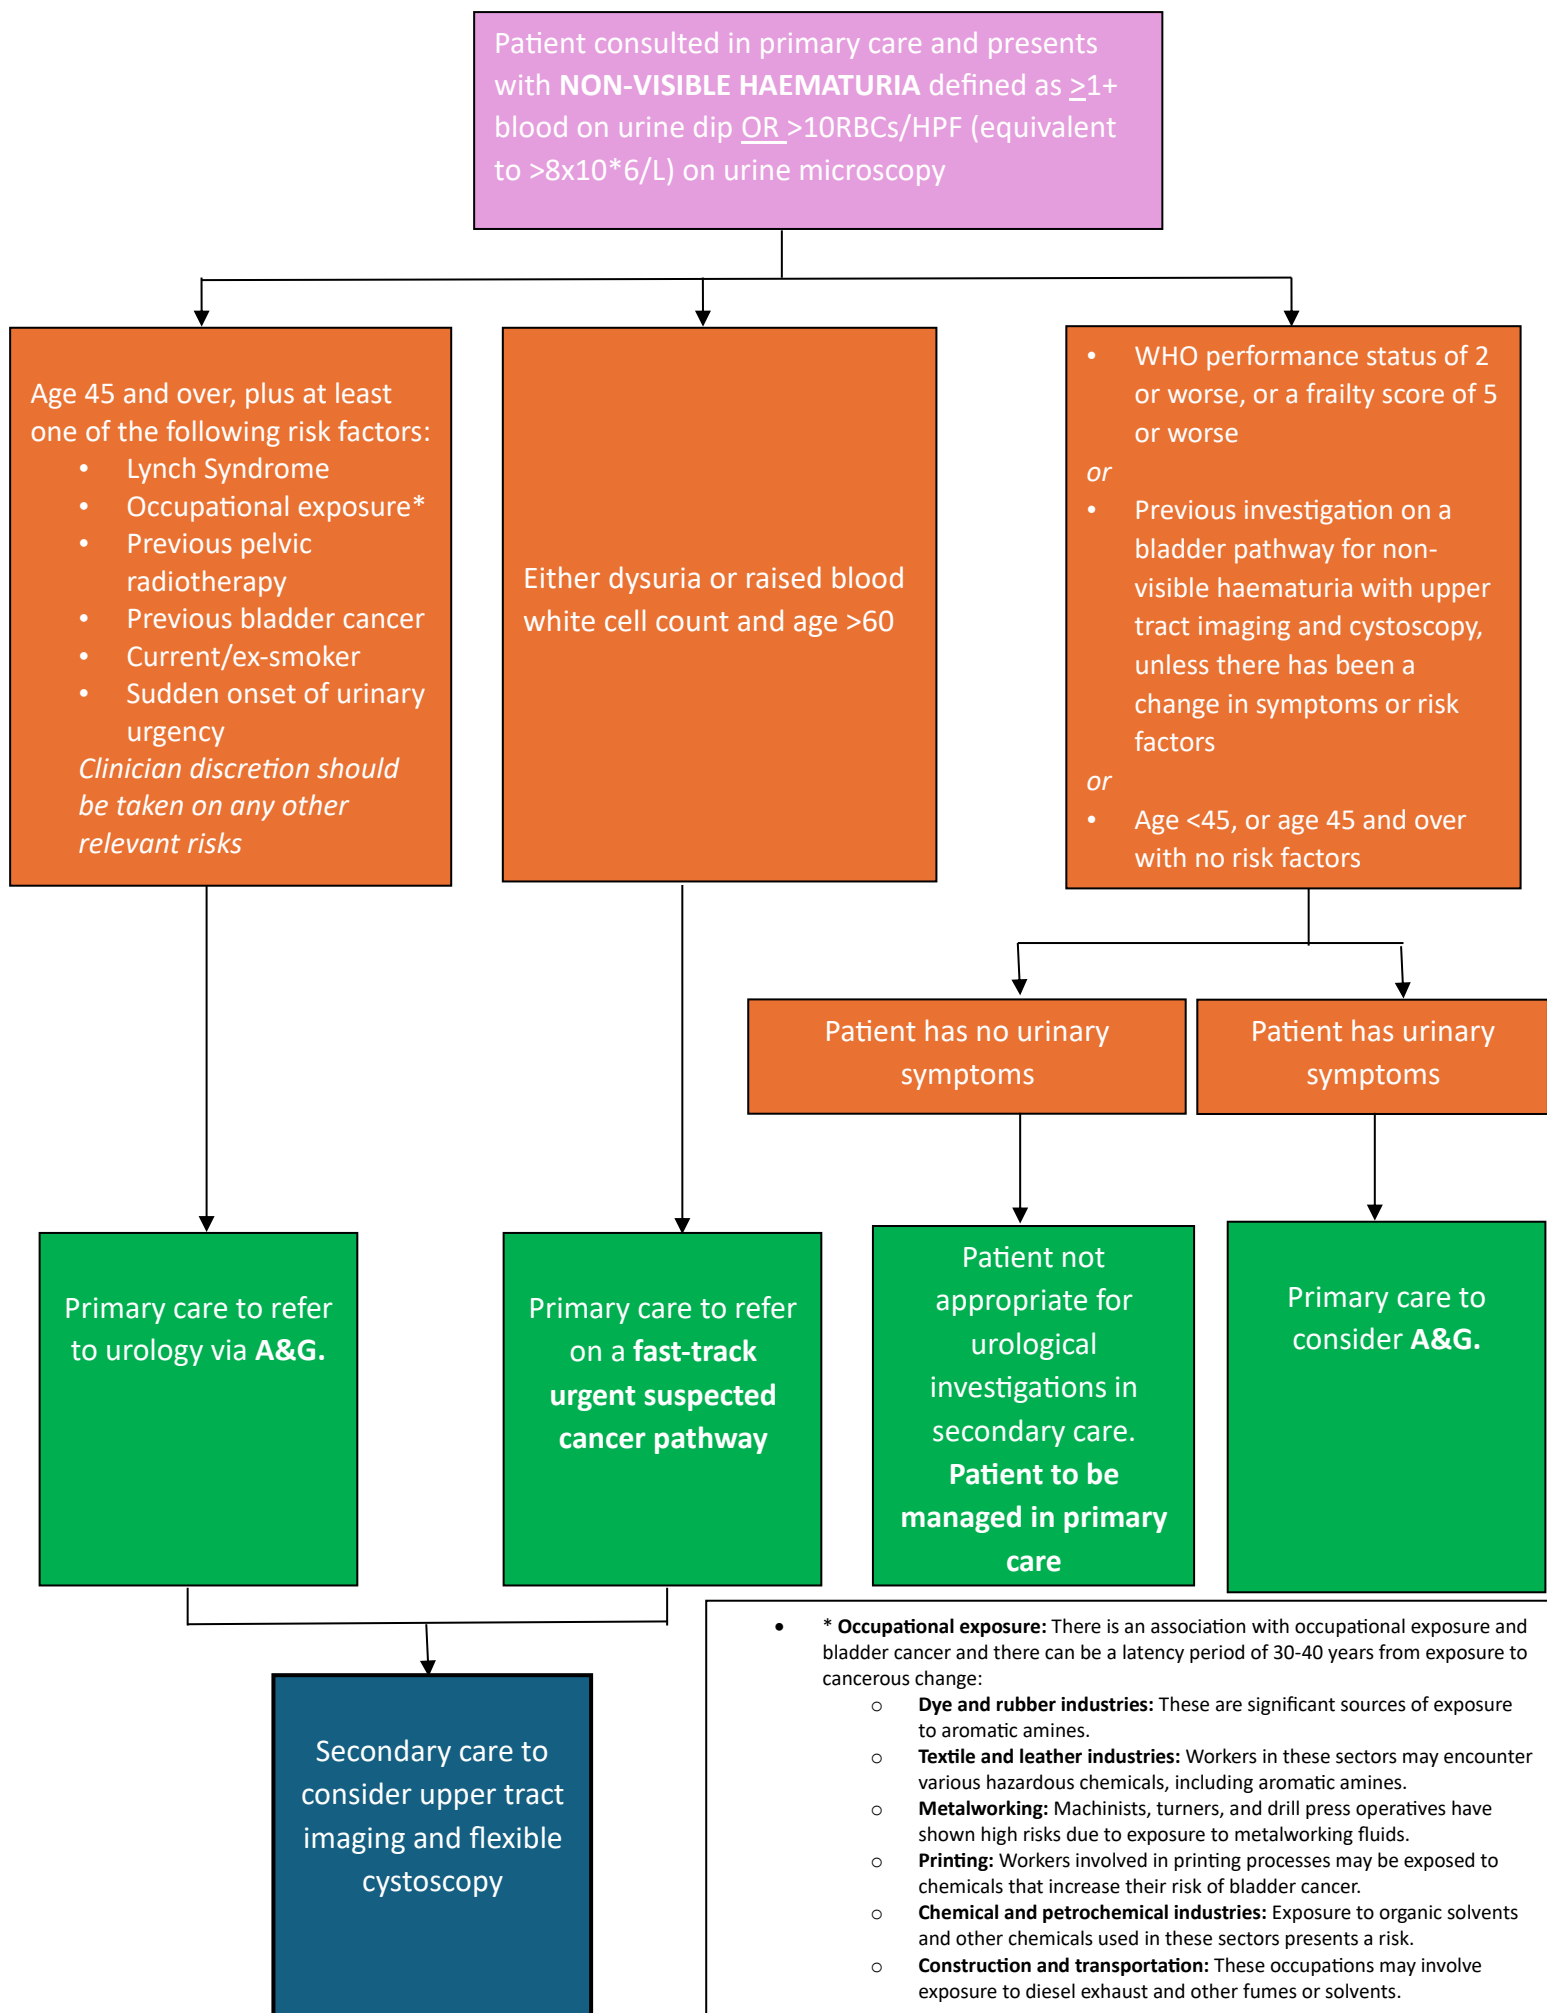 Patient consulted in primary care and presents
with NON-VISIBLE HAEMATURIA defined as >1+
blood on urine dip OR >10RBCs/HPF (equivalent
to >8x10*6/L) on urine microscopy
Age 45 and over, plus at least
one of the following risk factors:
• Lynch Syndrome
• Occupational exposure*
• Previous pelvic
radiotherapy
• Previous bladder cancer
• Current/ex-smoker
• Sudden onset of urinary
urgency
Clinician discretion should
be taken on any other
relevant risks
Either dysuria or raised blood
white cell count and age >60
• WHO performance status of 2
or worse, or a frailty score of 5
or worse
or
• Previous investigation on a
bladder pathway for non-
visible haematuria with upper
tract imaging and cystoscopy,
unless there has been a
change in symptoms or risk
factors
or
• Age <45, or age 45 and over
with no risk factors
Patient has no urinary
symptoms
Patient has urinary
symptoms
Primary care to refer
to urology via A&G.
Primary care to refer
on a fast-track
urgent suspected
cancer pathway
Patient not
appropriate for
urological
investigations in
secondary care.
Patient to be
managed in primary
care
Primary care to
consider A&G.
Secondary care to
consider upper tract
imaging and flexible
cystoscopy
• * Occupational exposure: There is an association with occupational exposure and
bladder cancer and there can be a latency period of 30-40 years from exposure to
cancerous change:
o Dye and rubber industries: These are significant sources of exposure
to aromatic amines.
o Textile and leather industries: Workers in these sectors may encounter
various hazardous chemicals, including aromatic amines.
o Metalworking: Machinists, turners, and drill press operatives have
shown high risks due to exposure to metalworking fluids.
o Printing: Workers involved in printing processes may be exposed to
chemicals that increase their risk of bladder cancer.
o Chemical and petrochemical industries: Exposure to organic solvents
and other chemicals used in these sectors presents a risk.
o Construction and transportation: These occupations may involve
exposure to diesel exhaust and other fumes or solvents.